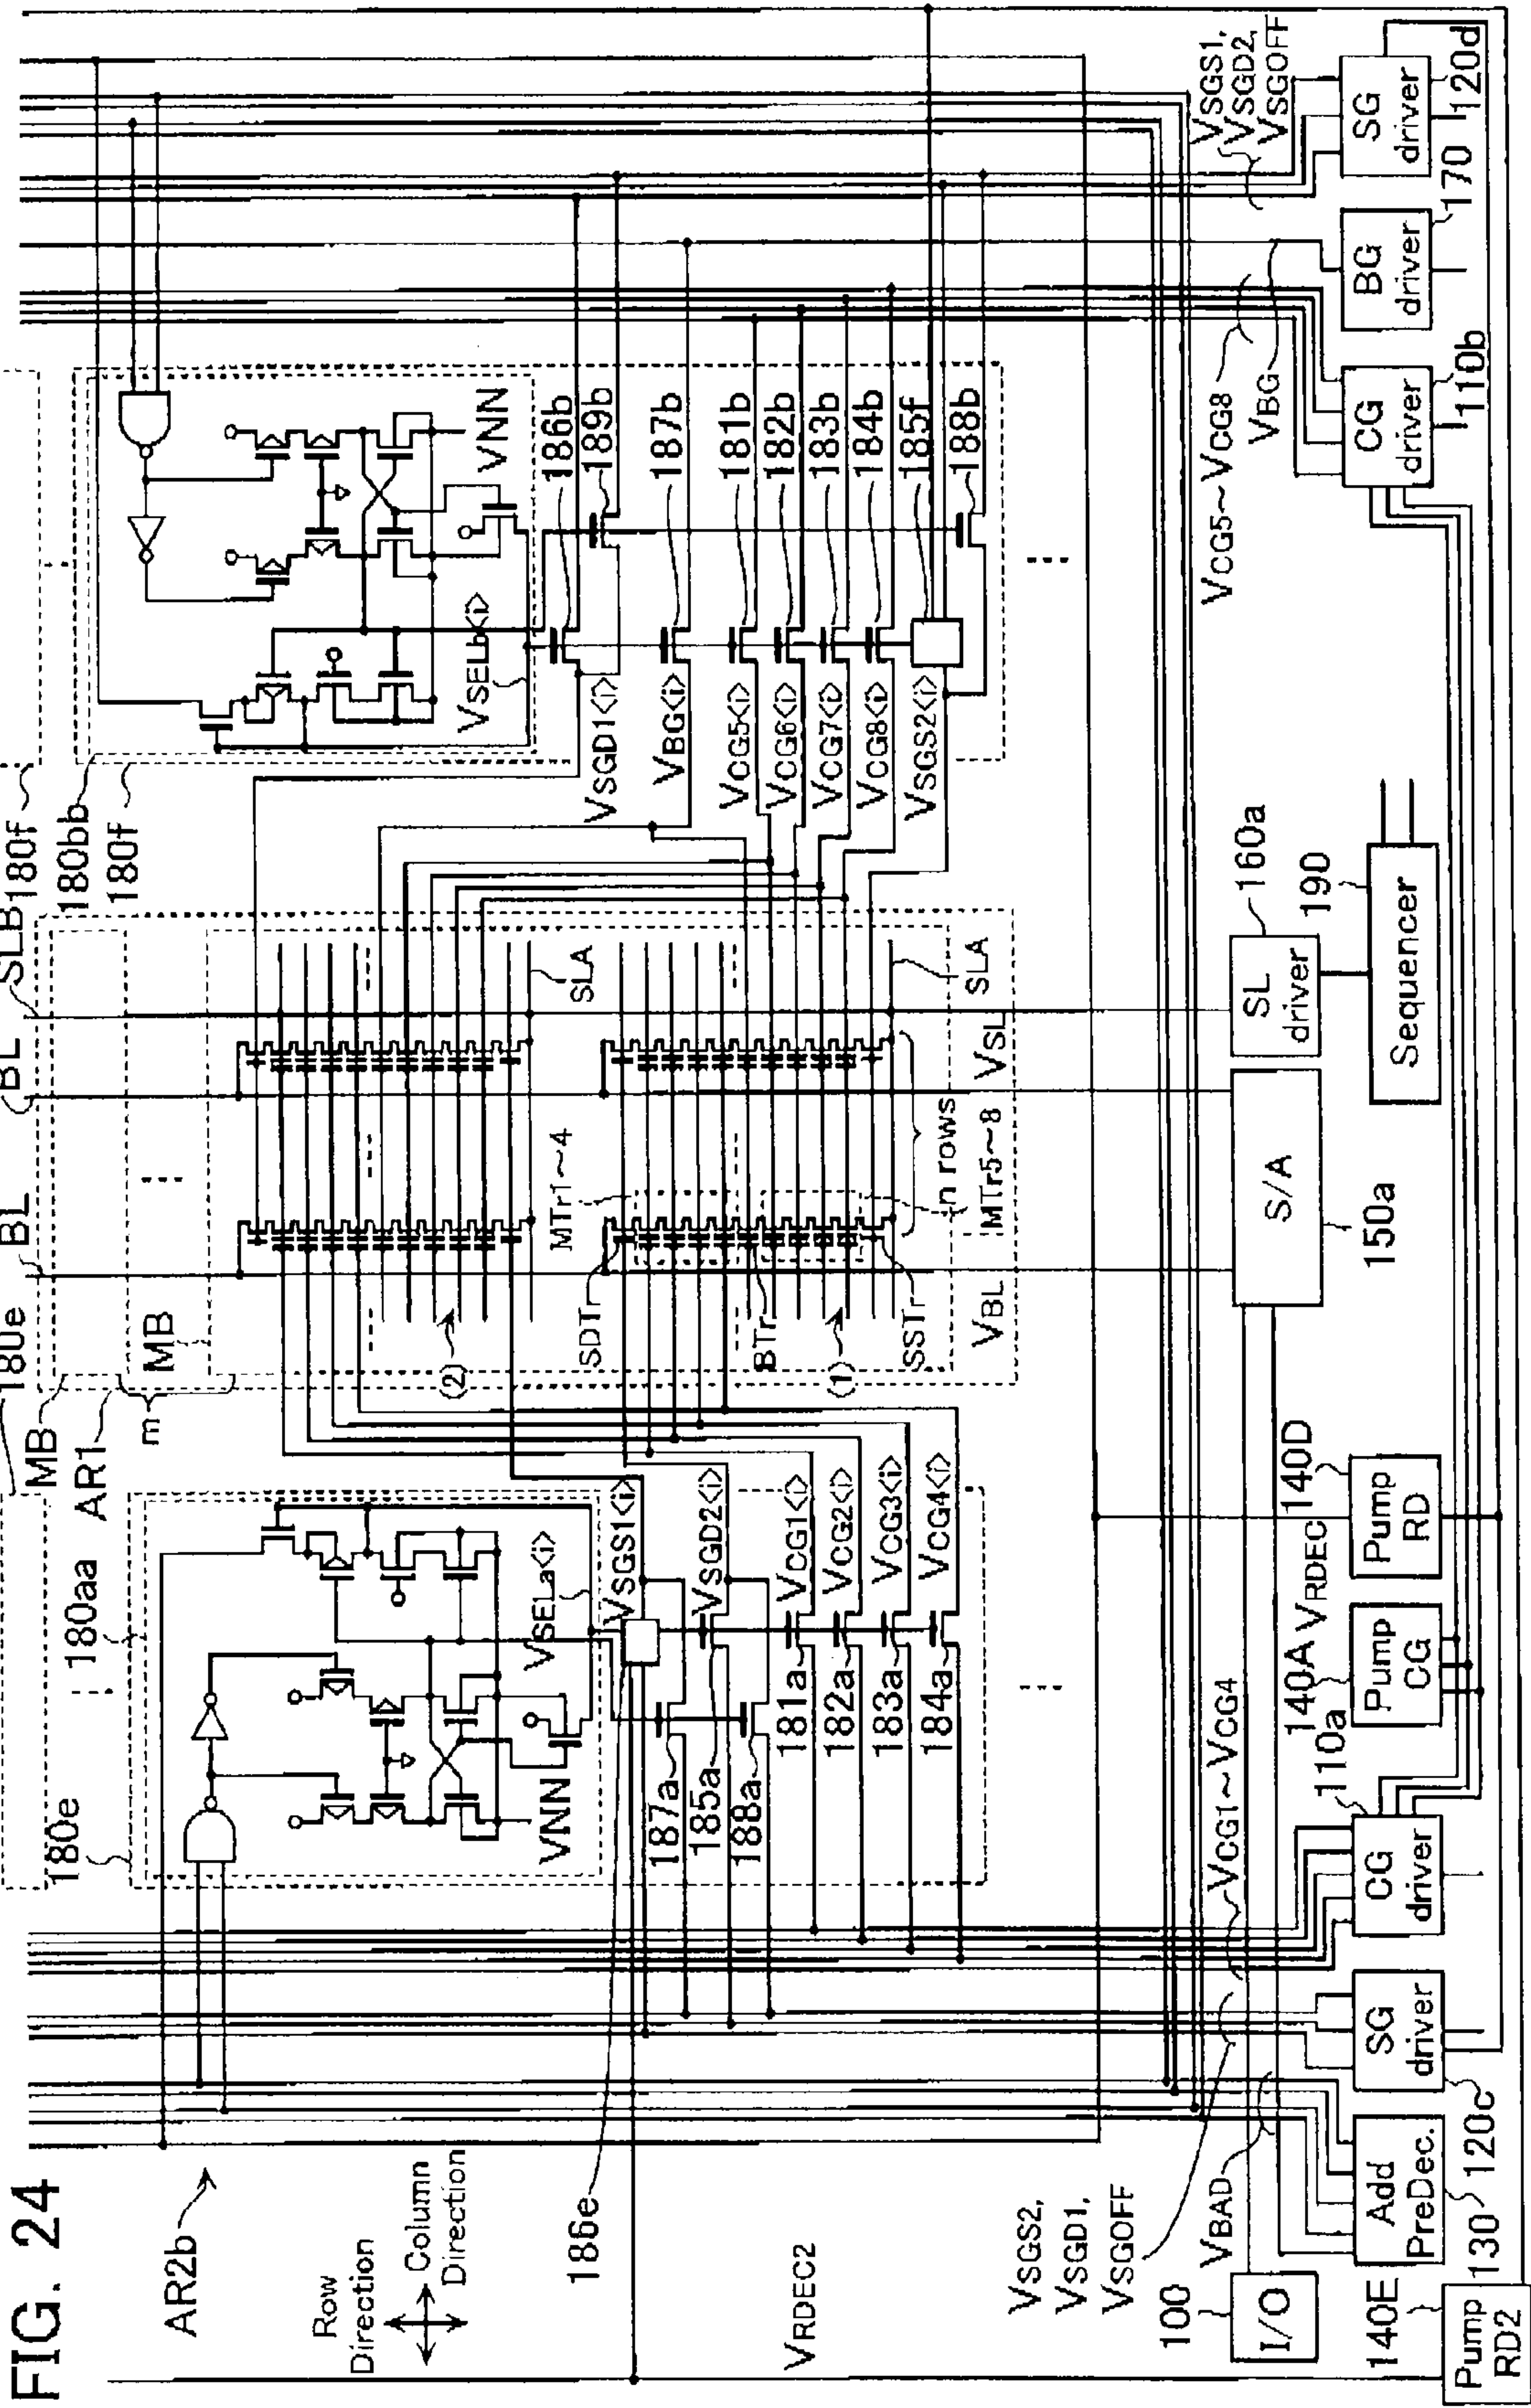 FIG. 24
AR2b
Row
Direction
Column
Direction
186e
VRDEC2
VSGS2,
VSGD1,
VSGOFF
VBAD
100
I/O
140E
Pump
RD2
Add
PreDec.
130
120c
SG
driver
CG
driver
110a
VCG1~VCG4
140A
VRDEC
140D
Pump
CG
Pump
RD
180e
180e
180aa
VNN
VSELa<i>
VSGS1<i>
VSGD2<i>
VCG1<i>
VCG2<i>
VCG3<i>
VCG4<i>
187a
185a
188a
181a
182a
183a
184a
MB
AR1
m
MB
BL
BL
SLB
(2)
MTr1~4
SLA
SDTr
BTr
(1)
SSTr
MTr5~8
n rows
SLA
VBL
VSL
150a
S/A
SL
driver
160a
190
Sequencer
180f
180bb
180f
VNN
VSELb<i>
VSGD1<i>
VBG<i>
VCG5<i>
VCG6<i>
VCG7<i>
VCG8<i>
VSGS2<i>
186b
189b
187b
181b
182b
183b
184b
185f
188b
VCG5~VCG8
VBG
VSGS1,
VSGD2,
VSGOFF
CG
driver
110b
BG
driver
170
SG
driver
120d